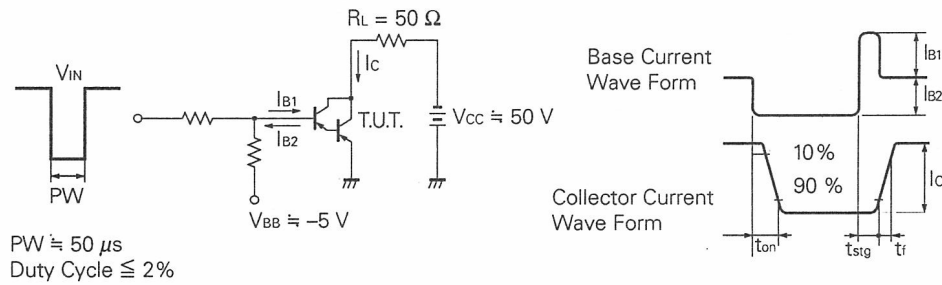 RL = 50 Ω
VIN
IC
IB1
IB2
T.U.T.
VCC ≒ 50 V
PW
VBB ≒ -5 V
PW ≒ 50 μs
Duty Cycle ≦ 2%
Base Current
Wave Form
IB1
IB2
10%
90 %
Collector Current
Wave Form
IC
ton
tstg
tf